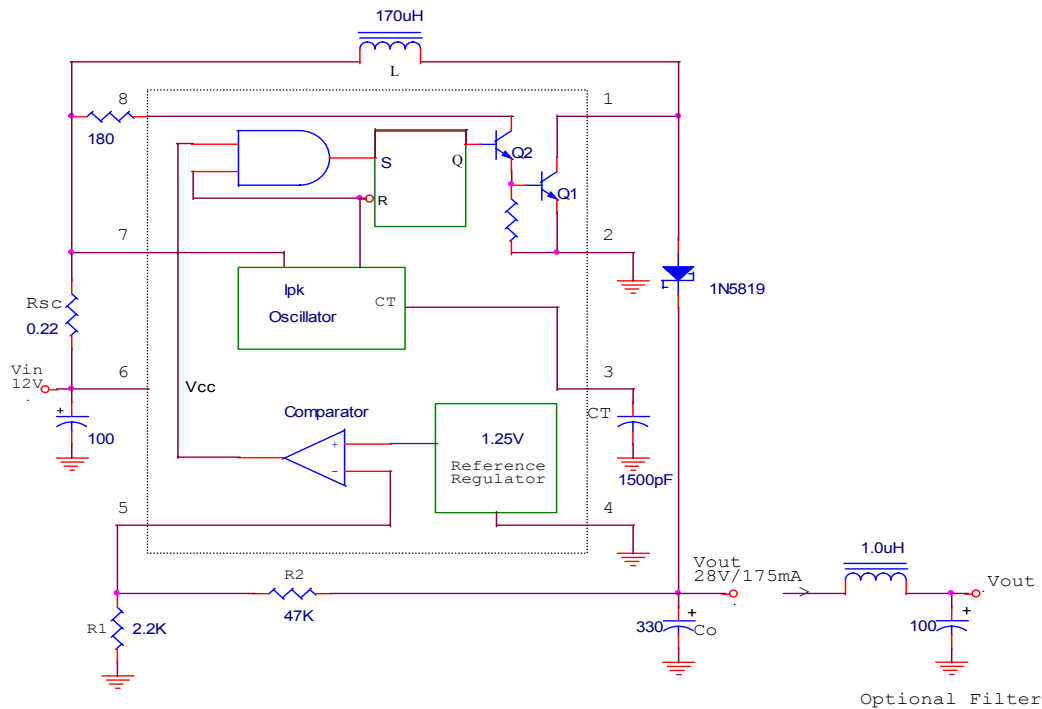 170uH
L
8
1
180
S
Q
R
Q2
Q1
7
2
Rsc
0.22
Ipk
Oscillator
CT
1N5819
Vin
12V
6
3
Vcc
Comparator
+
-
1.25V
Reference
Regulator
CT
1500pF
+
100
5
4
R2
47K
R1
2.2K
Vout
28V/175mA
+
330
Co
1.0uH
Vout
+
100
Optional Filter